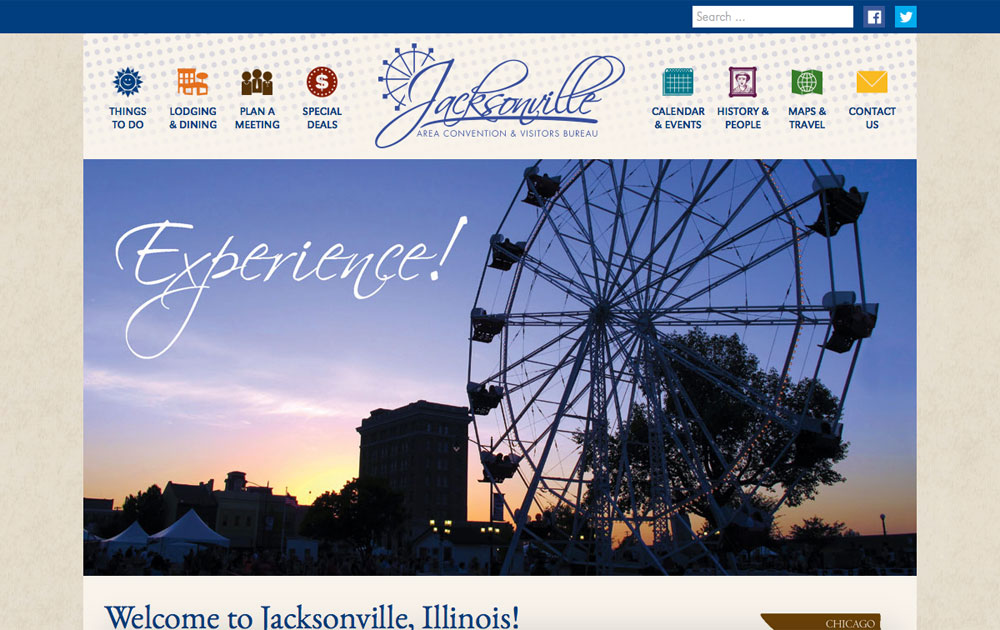 Search ...
THINGS
TO DO
LODGING
& DINING
PLAN A
MEETING
SPECIAL
DEALS
Jacksonville
AREA CONVENTION & VISITORS BUREAU
CALENDAR
& EVENTS
HISTORY &
PEOPLE
MAPS &
TRAVEL
CONTACT
US
Experience!
Welcome to Jacksonville, Illinois!
CHICAGO